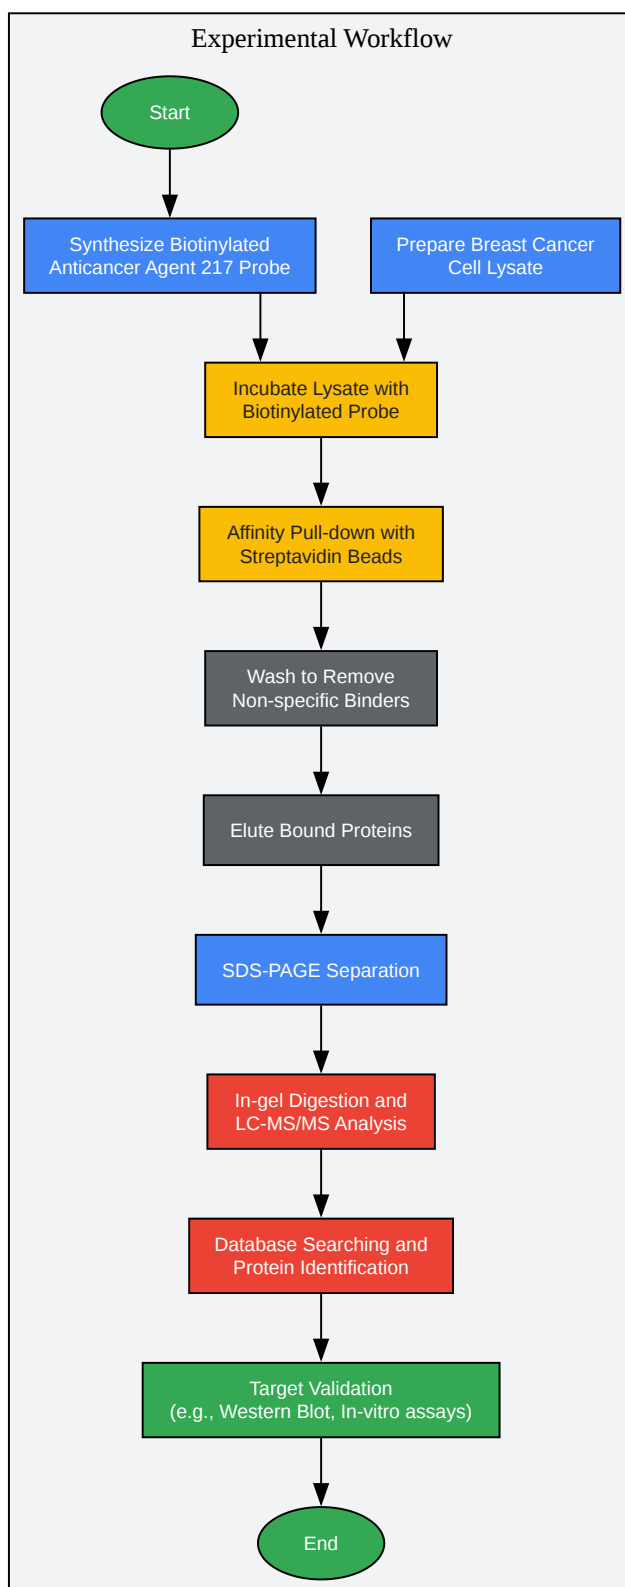 Experimental Workflow
Start
Synthesize Biotinylated
Anticancer Agent 217 Probe
Prepare Breast Cancer
Cell Lysate
Incubate Lysate with
Biotinylated Probe
Affinity Pull-down with
Streptavidin Beads
Wash to Remove
Non-specific Binders
Elute Bound Proteins
SDS-PAGE Separation
In-gel Digestion and
LC-MS/MS Analysis
Database Searching and
Protein Identification
Target Validation
(e.g., Western Blot, In-vitro assays)
End